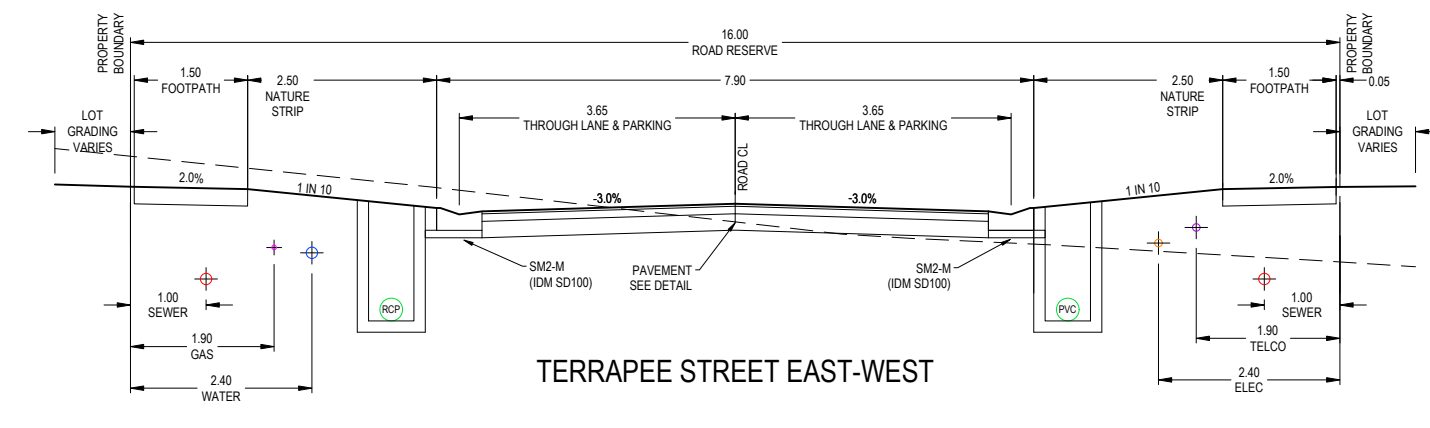 PROPERTY
BOUNDARY
16.00
ROAD RESERVE
PROPERTY
BOUNDARY
1.50
FOOTPATH
2.50
NATURE
STRIP
7.90
2.50
NATURE
STRIP
1.50
FOOTPATH
0.05
LOT
GRADING
VARIES
3.65
THROUGH LANE & PARKING
3.65
THROUGH LANE & PARKING
LOT
GRADING
VARIES
ROAD CL
2.0%
1 IN 10
-3.0%
-3.0%
1 IN 10
2.0%
SM2-M
(IDM SD100)
PAVEMENT
SEE DETAIL
SM2-M
(IDM SD100)
RCP
PVC
1.00
SEWER
1.00
SEWER
1.90
GAS
1.90
TELCO
2.40
WATER
2.40
ELEC
TERRAPEE STREET EAST-WEST